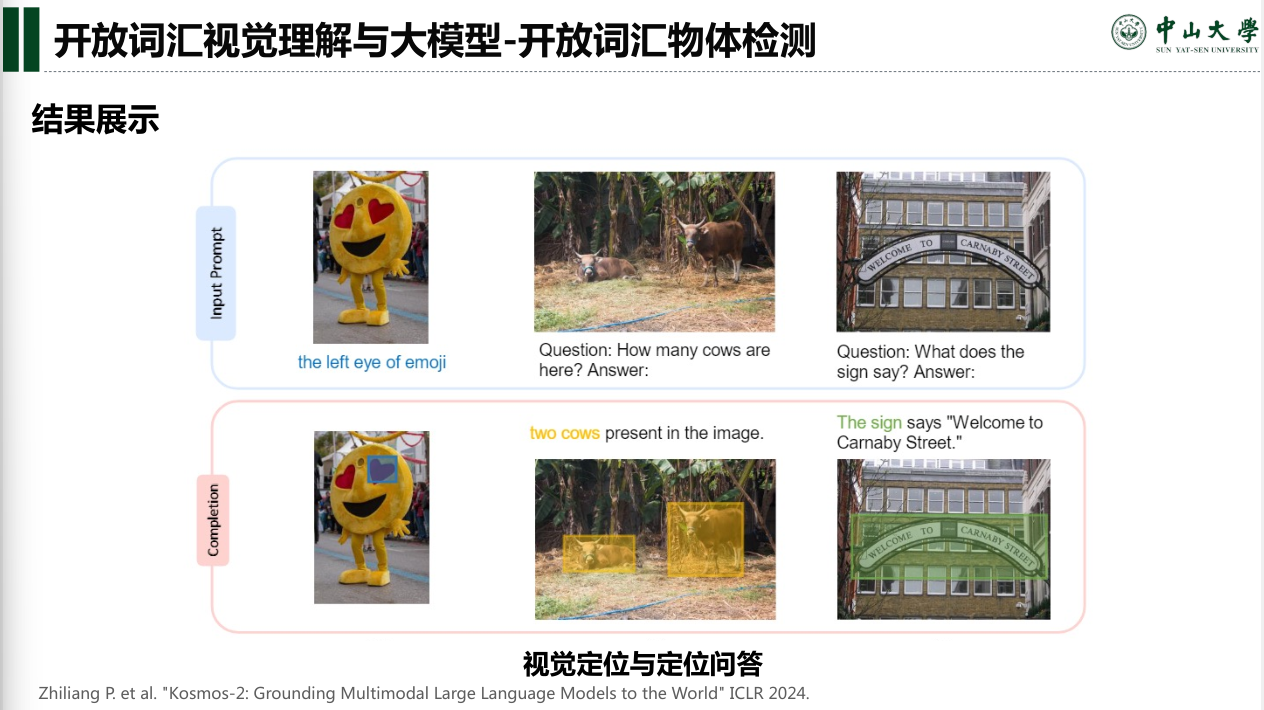 开放词汇视觉理解与大模型-开放词汇物体检测
中山大學
SUN YAT-SEN UNIVERSITY
结果展示
Input Prompt
WELCOME TO CARNABY STREET
the left eye of emoji
Question: How many cows are
here? Answer:
Question: What does the
sign say? Answer:
Completion
two cows present in the image.
The sign says "Welcome to
Carnaby Street."
WELCOME TO CARNABY STREET
视觉定位与定位问答
Zhiliang P. et al. "Kosmos-2: Grounding Multimodal Large Language Models to the World" ICLR 2024.